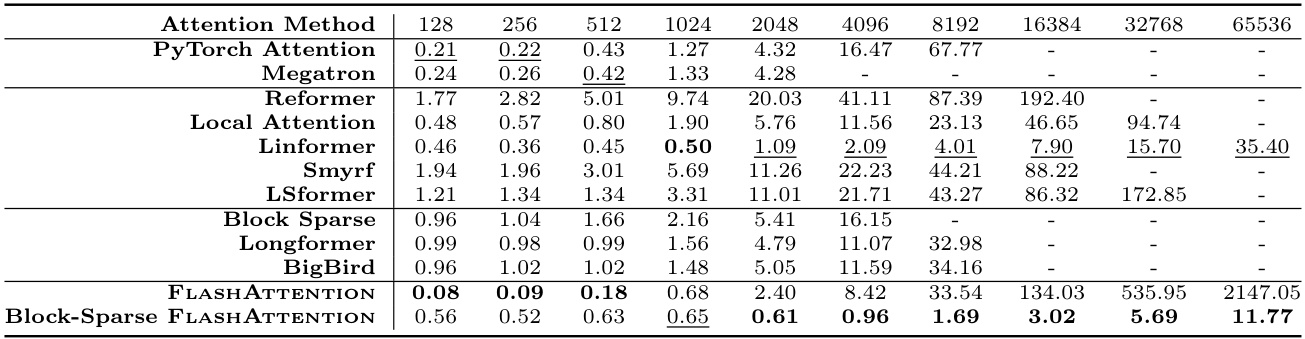 Attention Method 128 256 512 1024 2048 4096 8192 16384 32768 65536
PyTorch Attention 0.21 0.22 0.43 1.27 4.32 16.47 67.77 - - -
Megatron 0.24 0.26 0.42 1.33 4.28 - - - - -
Reformer 1.77 2.82 5.01 9.74 20.03 41.11 87.39 192.40 - -
Local Attention 0.48 0.57 0.80 1.90 5.76 11.56 23.13 46.65 94.74 -
Linformer 0.46 0.36 0.45 0.50 1.09 2.09 4.01 7.90 15.70 35.40
Smyrf 1.94 1.96 3.01 5.69 11.26 22.23 44.21 88.22 - -
LSformer 1.21 1.34 1.34 3.31 11.01 21.71 43.27 86.32 172.85 -
Block Sparse 0.96 1.04 1.66 2.16 5.41 16.15 - - - -
Longformer 0.99 0.98 0.99 1.56 4.79 11.07 32.98 - - -
BigBird 0.96 1.02 1.02 1.48 5.05 11.59 34.16 - - -
FlashAttention 0.08 0.09 0.18 0.68 2.40 8.42 33.54 134.03 535.95 2147.05
Block-Sparse FlashAttention 0.56 0.52 0.63 0.65 0.61 0.96 1.69 3.02 5.69 11.77